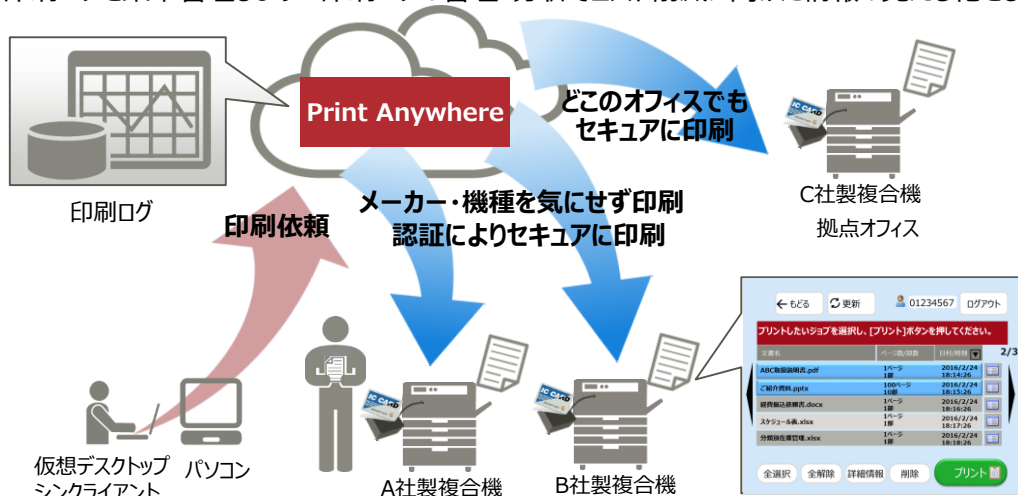 Print Anywhere
どこのオフィスでも
セキュアに印刷
IC CARD
C社製複合機
拠点オフィス
印刷ログ
印刷依頼
メーカー・機種を気にせず印刷
認証によりセキュアに印刷
←もどる
更新
01234567
ログアウト
プリントしたいジョブを選択し、[プリント]ボタンを押してください。
文書名 ページ数/部数 日付/時刻 ▼ 2/3
ABC取扱説明書.pdf 1ページ 1部 2016/2/24 18:14:26
ご紹介資料.pptx 100ページ 10部 2016/2/24 18:15:26
経費振込依頼書.docx 1ページ 1部 2016/2/24 18:16:26
スケジュール表.xlsx 1ページ 1部 2016/2/24 18:17:26
分類別在庫管理.xlsx 1ページ 1部 2016/2/24 18:18:26
全選択
全解除
詳細情報
削除
プリント
IC CARD
IC CARD
仮想デスクトップ
シンクライアント
パソコン
A社製複合機
B社製複合機